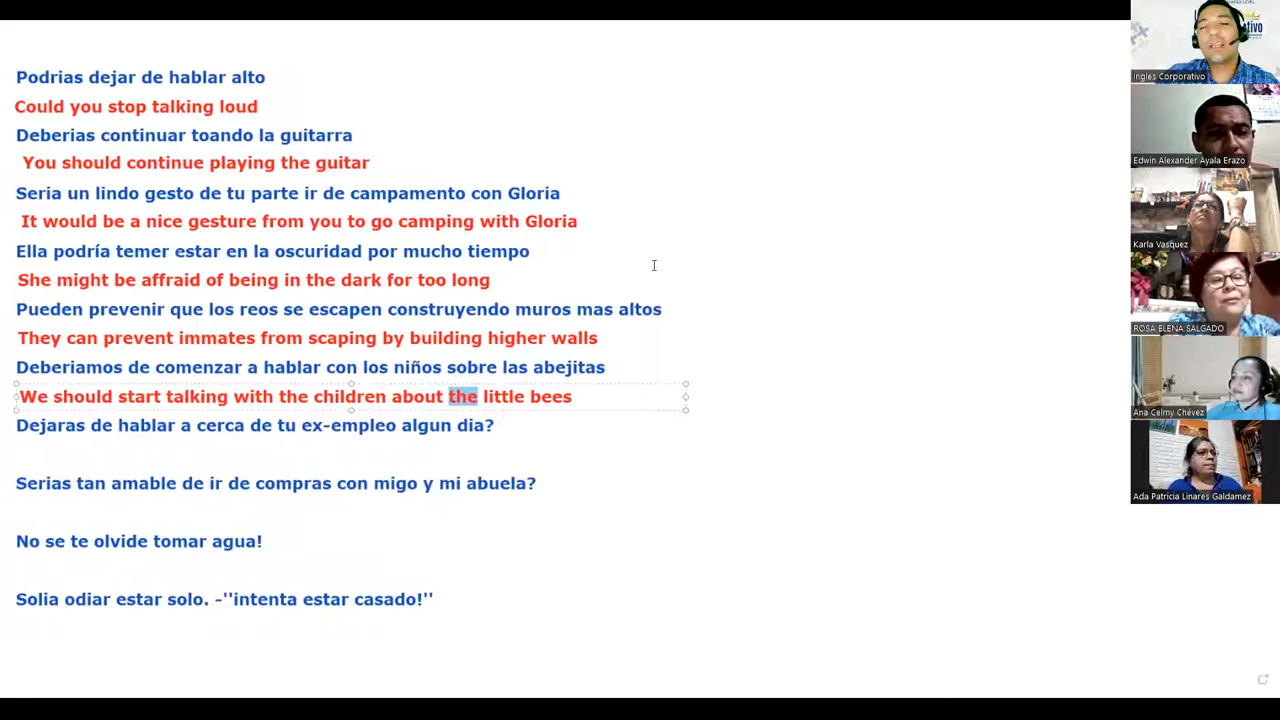 Podrias dejar de hablar alto
Could you stop talking loud
Deberias continuar toando la guitarra
You should continue playing the guitar
Seria un lindo gesto de tu parte ir de campamento con Gloria
It would be a nice gesture from you to go camping with Gloria
Ella podría temer estar en la oscuridad por mucho tiempo
She might be affraid of being in the dark for too long
Pueden prevenir que los reos se escapen construyendo muros mas altos
They can prevent immates from scaping by building higher walls
Deberiamos de comenzar a hablar con los niños sobre las abejitas
We should start talking with the children about the little bees
Dejaras de hablar a cerca de tu ex-empleo algun dia?
Serias tan amable de ir de compras con migo y mi abuela?
No se te olvide tomar agua!
Solia odiar estar solo. -''intenta estar casado!''
Ingles Corporativo
Edwin Alexander Ayala Erazo
Karla Vasquez
ROSA ELENA SALGADO
Ana Celmy Chévez
Ada Patricia Linares Galdamez